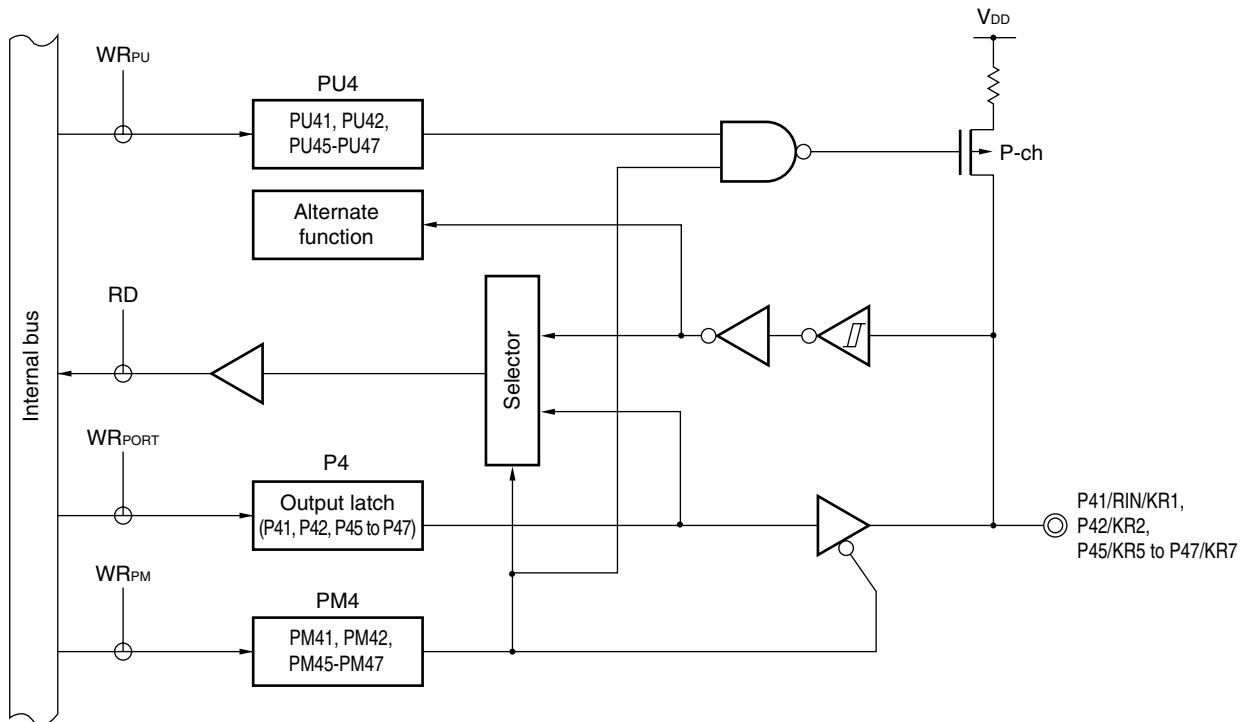 VDD
WRPU
PU4
PU41, PU42,
PU45-PU47
P-ch
Alternate
function
RD
Internal bus
Selector
WRPORT
P4
Output latch
(P41, P42, P45 to P47)
P41/RIN/KR1,
P42/KR2,
P45/KR5 to P47/KR7
WRPM
PM4
PM41, PM42,
PM45-PM47